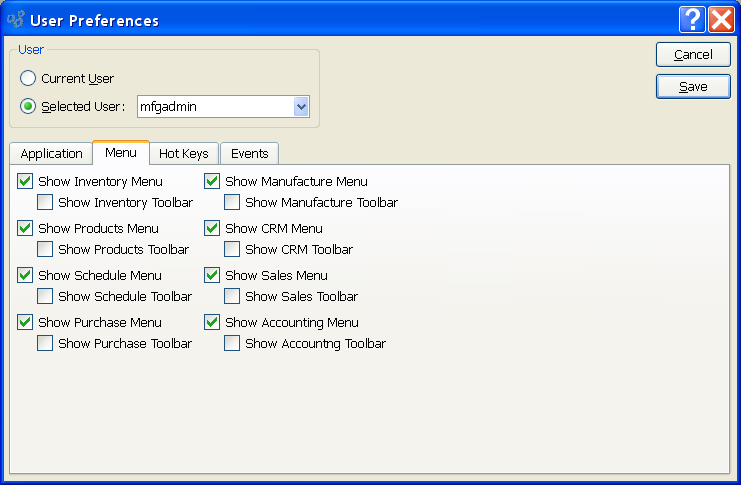 User Preferences
User
Current User
Selected User: mfgadmin
Cancel
Save
Application Menu Hot Keys Events
Show Inventory Menu Show Manufacture Menu
Show Inventory Toolbar Show Manufacture Toolbar
Show Products Menu Show CRM Menu
Show Products Toolbar Show CRM Toolbar
Show Schedule Menu Show Sales Menu
Show Schedule Toolbar Show Sales Toolbar
Show Purchase Menu Show Accounting Menu
Show Purchase Toolbar Show Accountng Toolbar